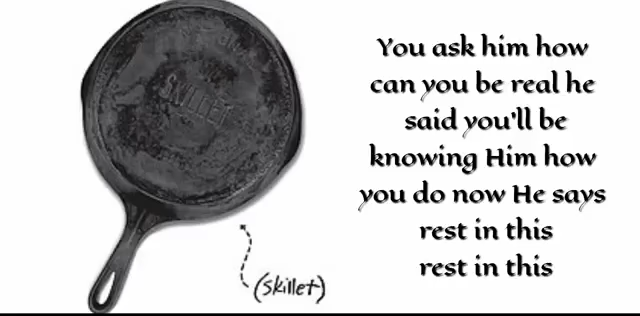 SKILLET
(skillet)
You ask him how
can you be real he
said you'll be
knowing Him how
you do now He says
rest in this
rest in this